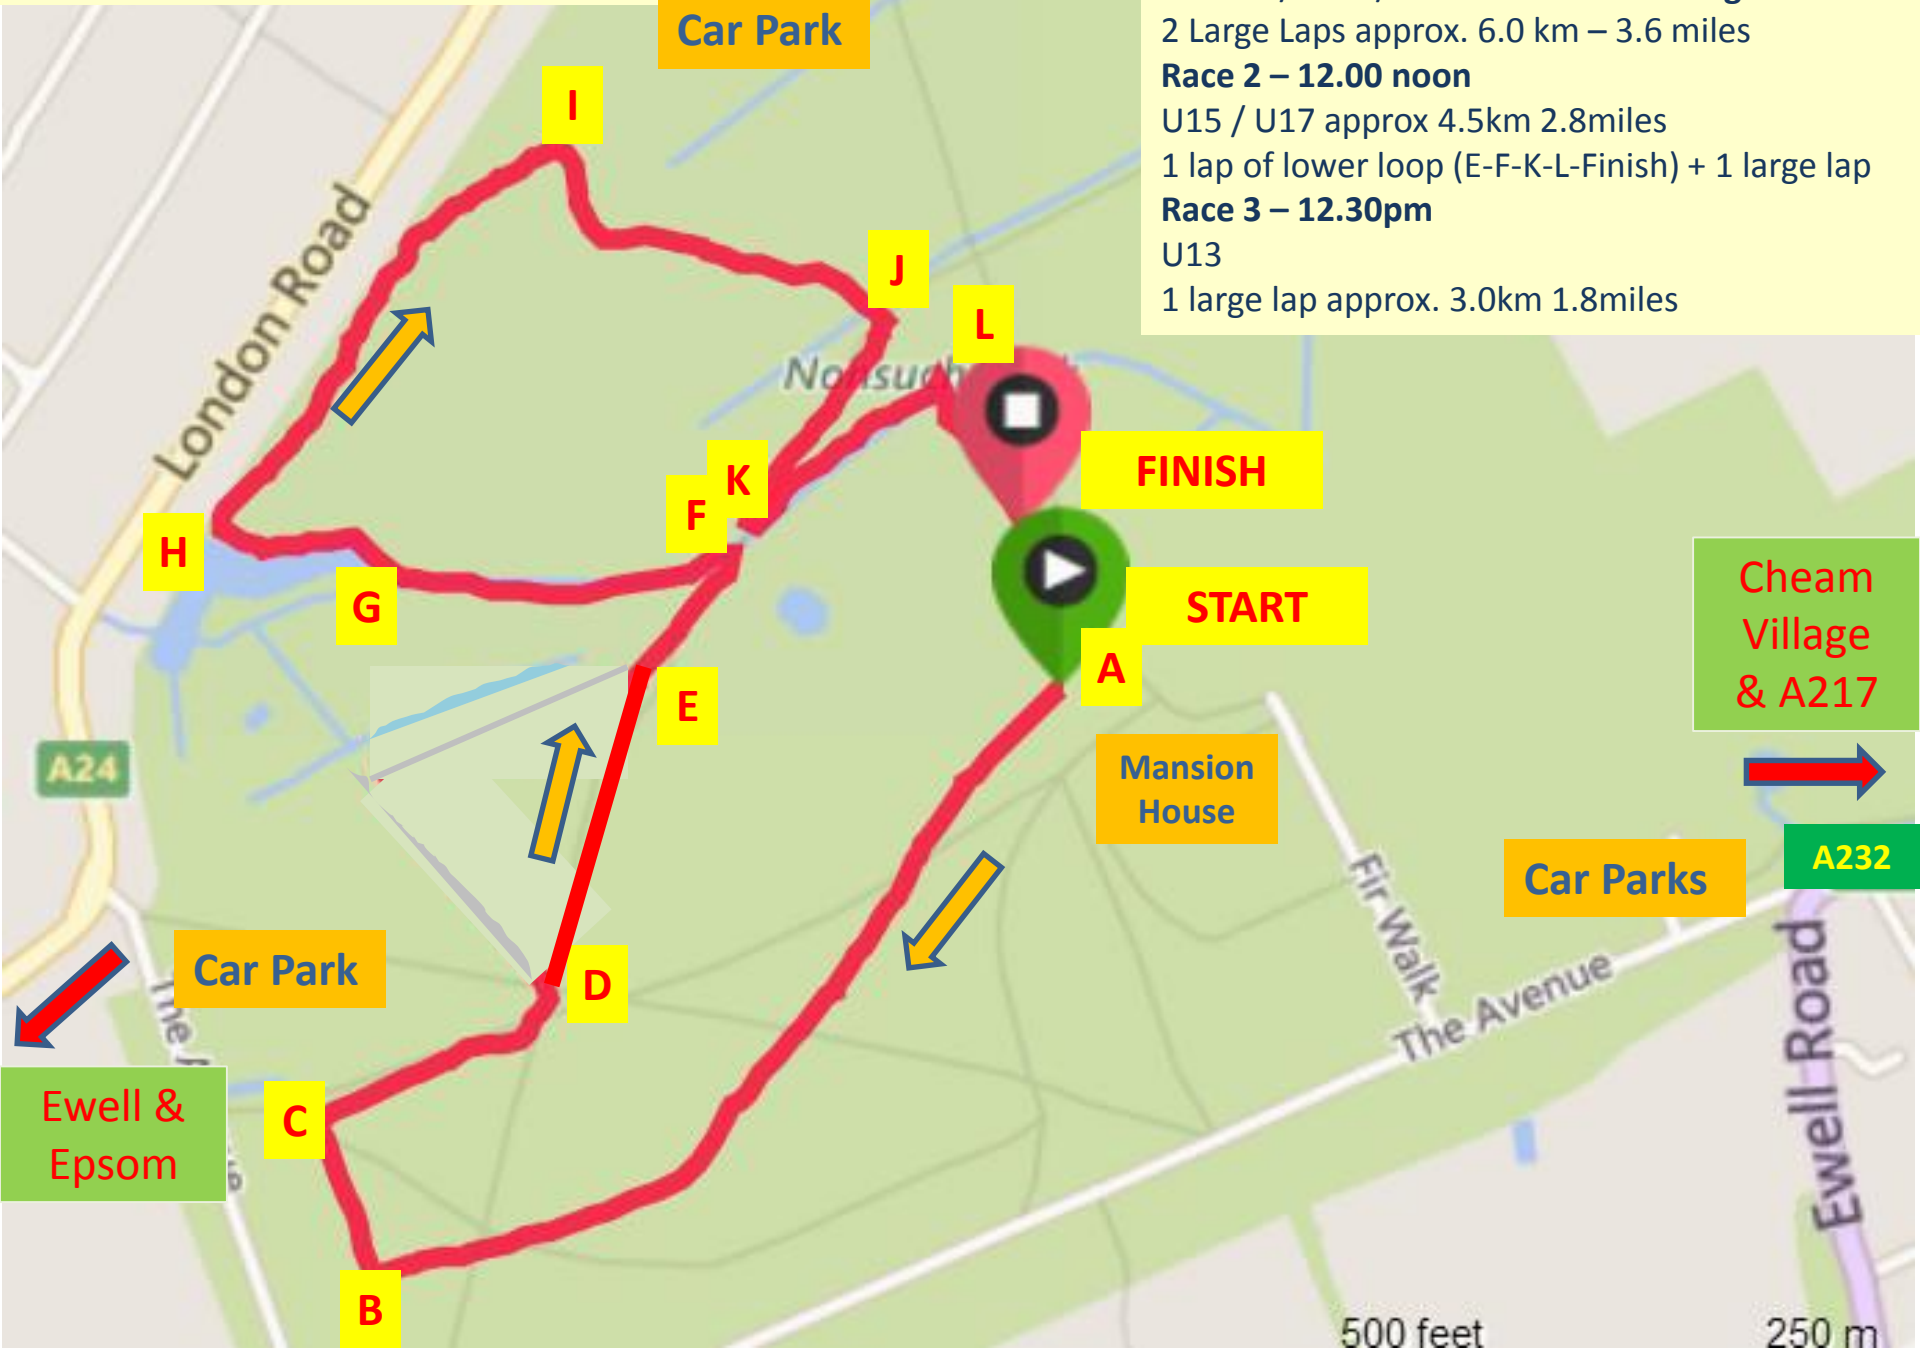 Car Park
2 Large Laps approx. 6.0 km – 3.6 miles
Race 2 – 12.00 noon
U15 / U17 approx 4.5km 2.8miles
1 lap of lower loop (E-F-K-L-Finish) + 1 large lap
Race 3 – 12.30pm
U13
1 large lap approx. 3.0km 1.8miles
I
J
L
London Road
Nonsuch
K
F
FINISH
H
G
START
A
E
Cheam
Village
& A217
A24
Mansion
House
A232
Car Parks
Fir Walk
Car Park
D
The Avenue
Ewell Road
The
C
Ewell &
Epsom
B
500 feet
250 m